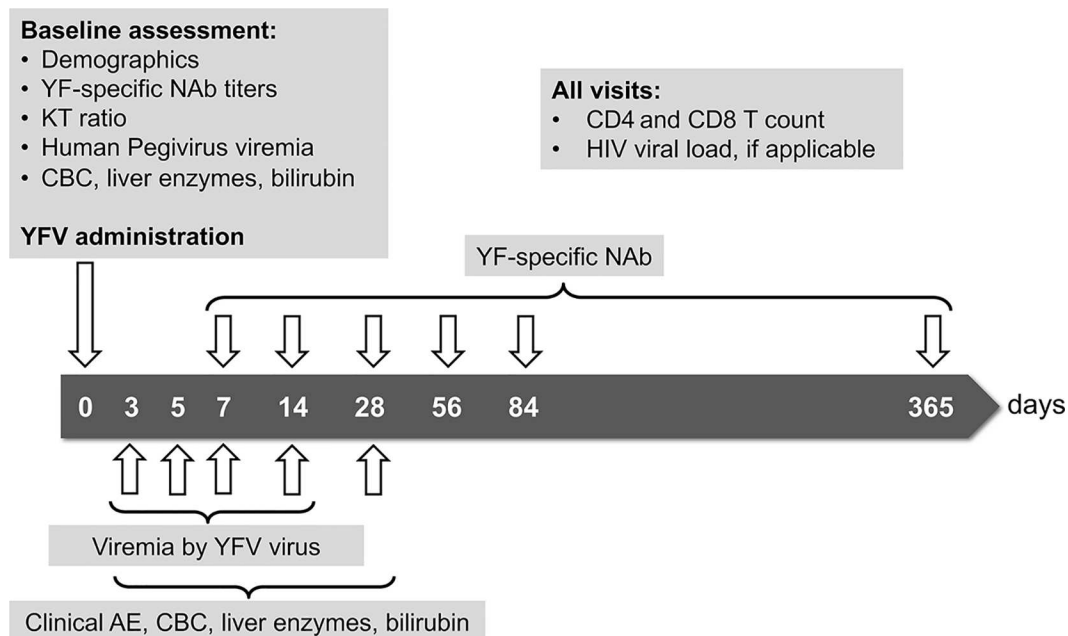 Baseline assessment:
• Demographics
• YF-specific NAb titers
• KT ratio
• Human Pegivirus viremia
• CBC, liver enzymes, bilirubin
YFV administration
All visits:
• CD4 and CD8 T count
• HIV viral load, if applicable
YF-specific NAb
0 3 5 7 14 28 56 84 365 days
Viremia by YFV virus
Clinical AE, CBC, liver enzymes, bilirubin